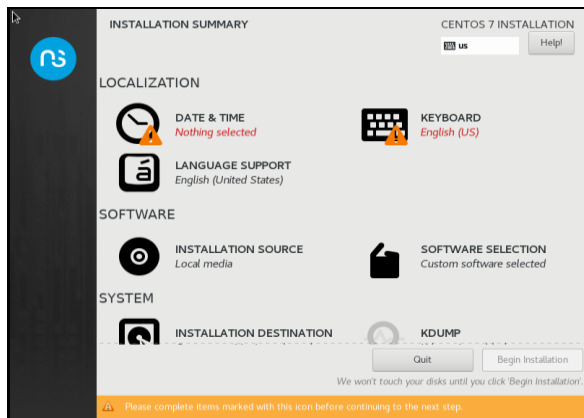 INSTALLATION SUMMARY
CENTOS 7 INSTALLATION
us
Help!
ns
LOCALIZATION
DATE & TIME
Nothing selected
KEYBOARD
English (US)
LANGUAGE SUPPORT
English (United States)
á
SOFTWARE
INSTALLATION SOURCE
Local media
SOFTWARE SELECTION
Custom software selected
SYSTEM
INSTALLATION DESTINATION
KDUMP
Quit
Begin Installation
We won't touch your disks until you click 'Begin Installation'.
Please complete items marked with this icon before continuing to the next step.